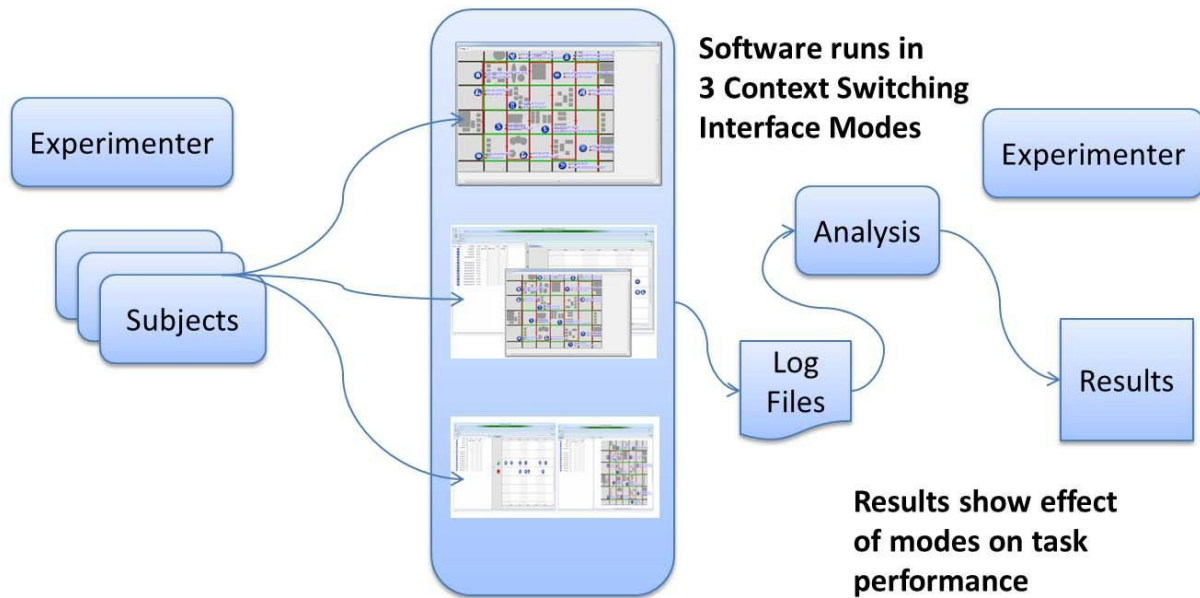 Experimenter
Subjects
Software runs in
3 Context Switching
Interface Modes
Experimenter
Analysis
Log
Files
Results
Results show effect
of modes on task
performance